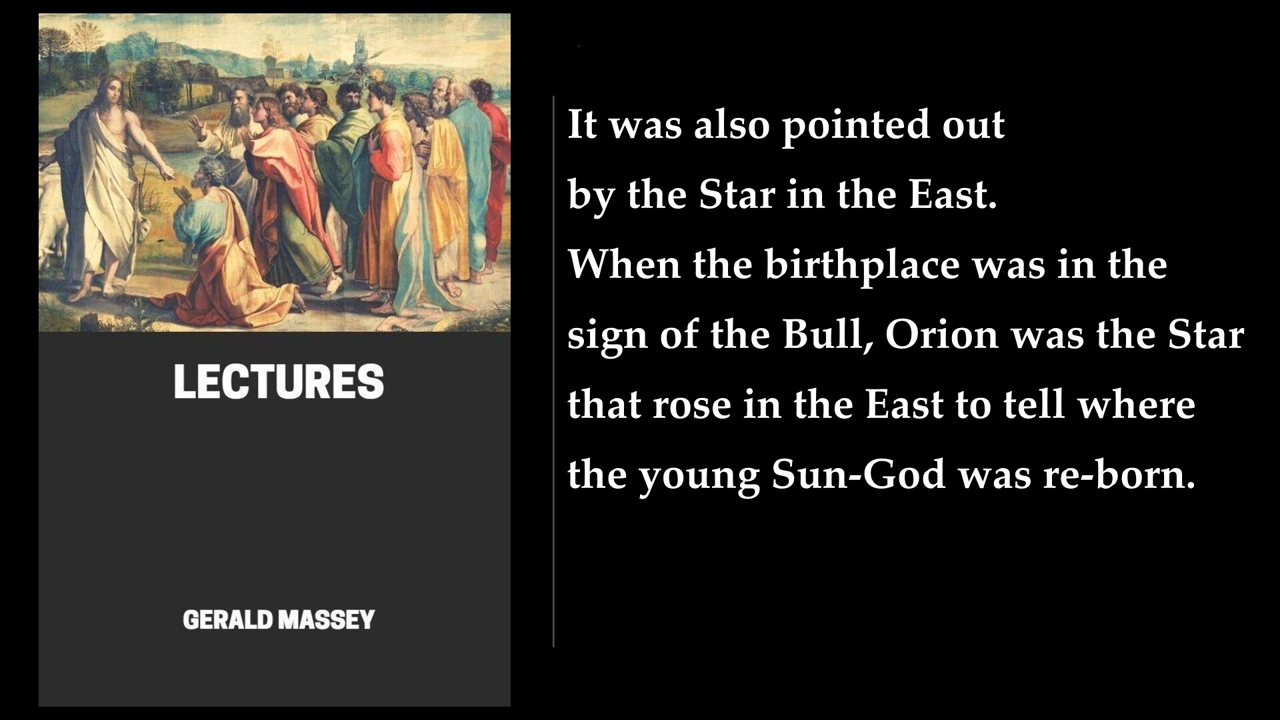 LECTURES
GERALD MASSEY
It was also pointed out
by the Star in the East.
When the birthplace was in the
sign of the Bull, Orion was the Star
that rose in the East to tell where
the young Sun-God was re-born.